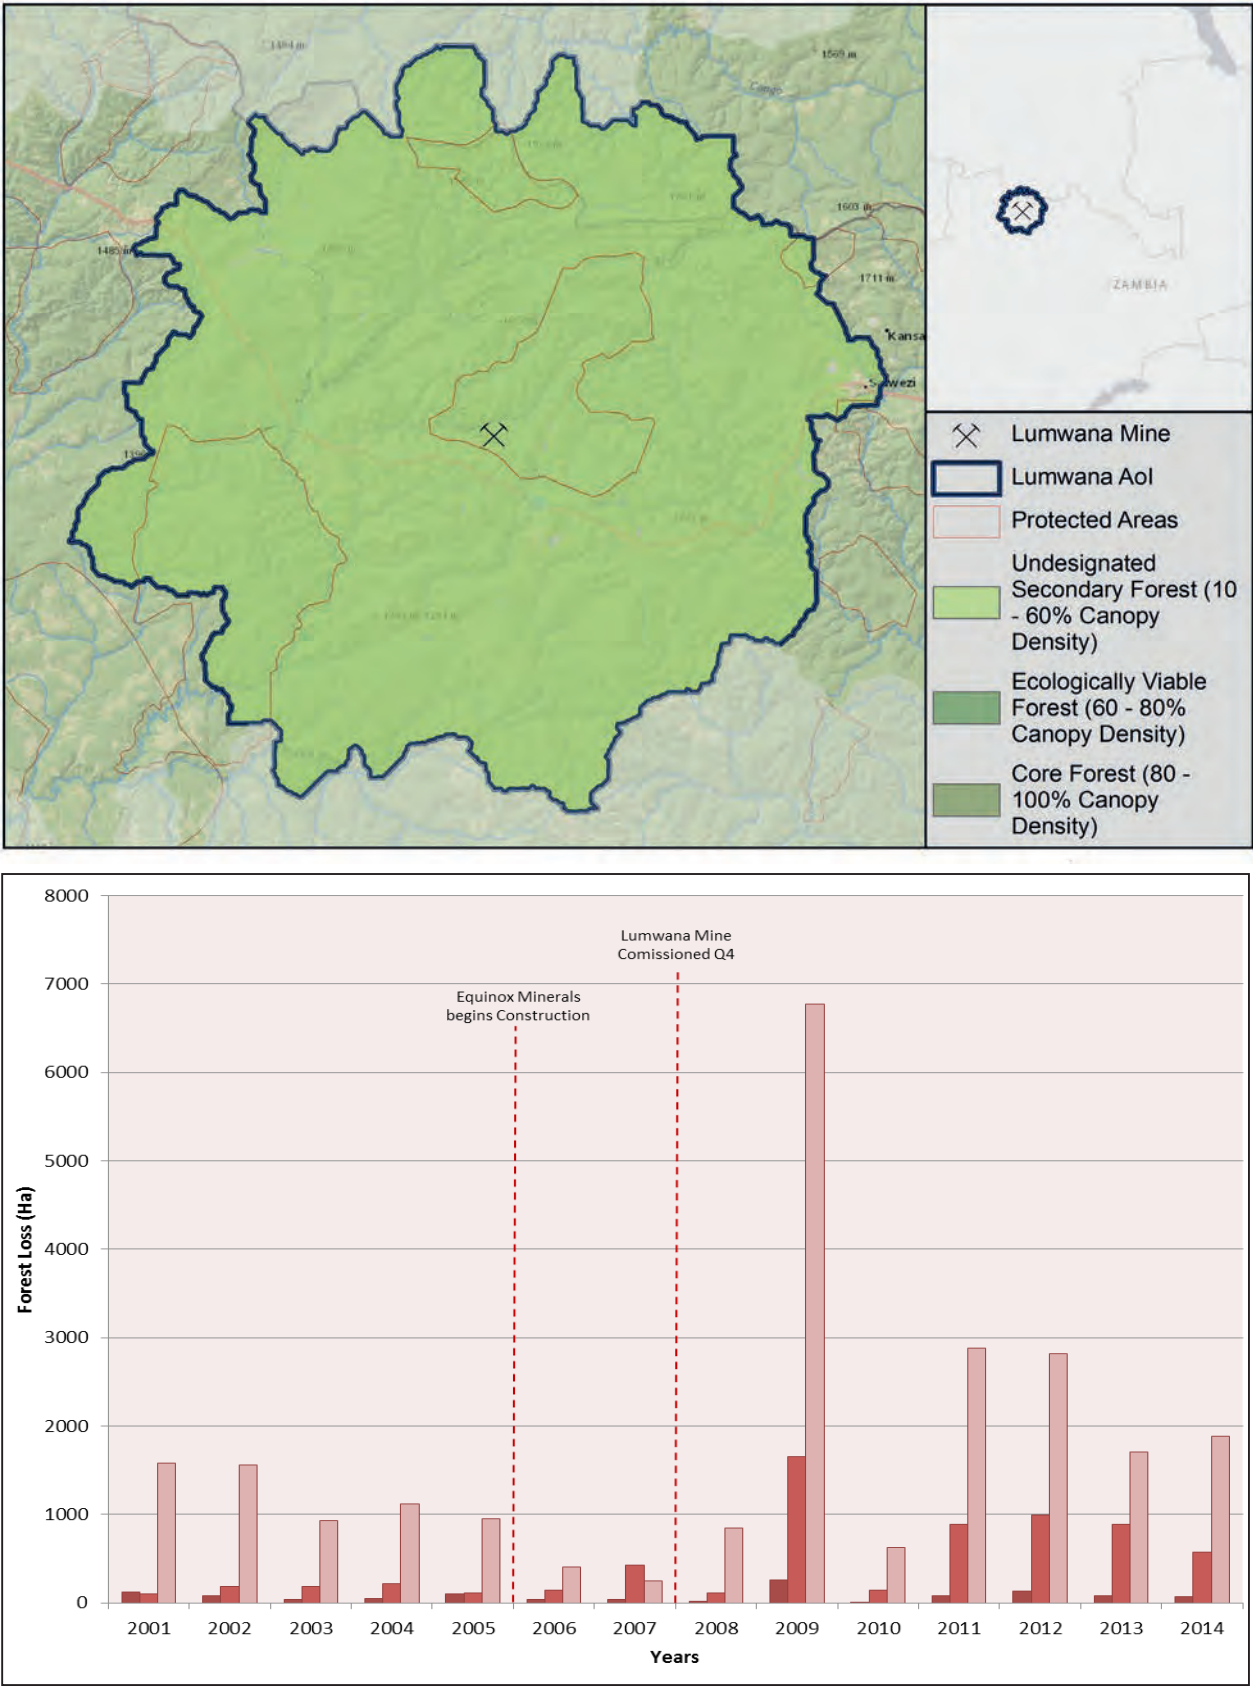 1484 m
1569 m
Congo
1603 m
1485 m
1711 m
Kansa
S wezi
ZAMBIA
Lumwana Mine
Lumwana AoI
Protected Areas
Undesignated
Secondary Forest (10
- 60% Canopy
Density)
Ecologically Viable
Forest (60 - 80%
Canopy Density)
Core Forest (80 -
100% Canopy
Density)
8000
7000
6000
5000
4000
3000
2000
1000
0
Forest Loss (Ha)
Lumwana Mine
Comissioned Q4
Equinox Minerals
begins Construction
2001 2002 2003 2004 2005 2006 2007 2008 2009 2010 2011 2012 2013 2014
Years